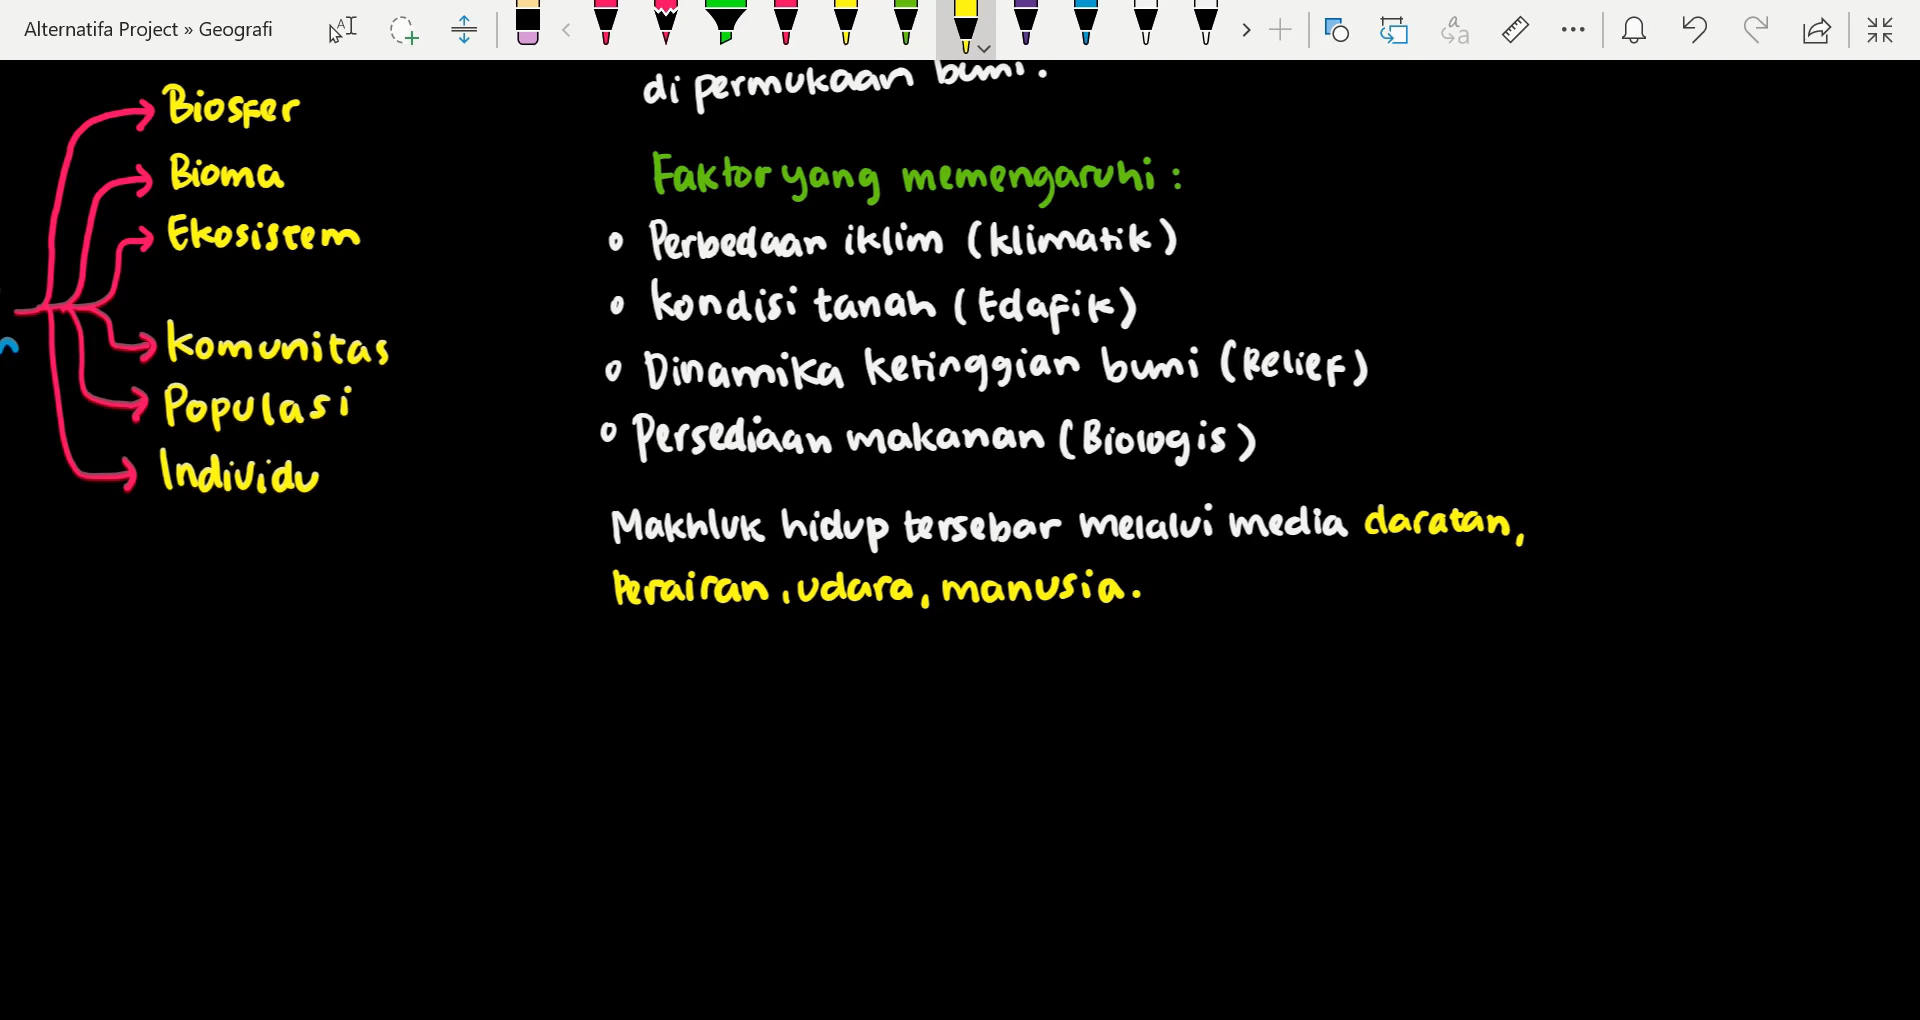 Alternatifa Project » Geografi
Biosfer
Bioma
Ekosistem
Komunitas
Populasi
Individu
di permukaan bumi.
Faktor yang memengaruhi :
Perbedaan iklim (klimatik)
Kondisi tanah (Edafik)
Dinamika ketinggian bumi (Relief)
Persediaan makanan (Biologis)
Makhluk hidup tersebar melalui media daratan,
Perairan, udara, manusia.